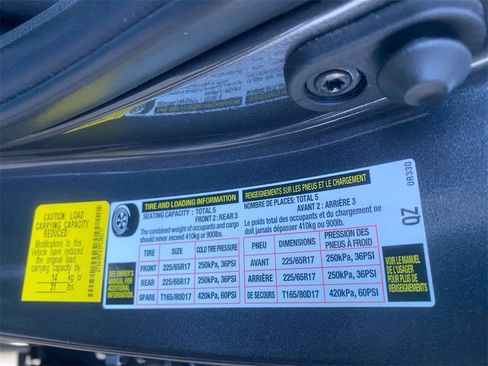 CAUTION: LOAD
CARRYING CAPACITY
REDUCED
Modifications to this
Vehicle have reduced
the original load
carrying capacity by
14 kg
or
31 lbs
TIRE AND LOADING INFORMATION
SEATING CAPACITY : TOTAL 5
FRONT 2 : REAR 3
The combined weight of
occupants and cargo
should never exceed 410kg or 900lb.
TIRE SIZE COLD TIRE PRESSURE
FRONT 225/65R17 250kPa, 36PSI
REAR 225/65R17 250kPa, 36PSI
SPARE T165/80D17 420kPa, 60PSI
SEE OWNER'S
MANUAL FOR
ADDITIONAL
INFORMATION
RENSEIGNEMENTS SUR LES PNEUS ET LE CHARGEMENT
NOMBRE DE PLACES: TOTAL 5
AVANT 2 : ARRIÈRE 3
Le poids total des occupants et du chargement ne
doit jamais dépasser 410kg or 900lb.
PNEU DIMENSIONS PRESSION DES
PNEUS À FROID
AVANT 225/65R17 250kPa, 36PSI
ARRIÈRE 225/65R17 250kPa, 36PSI
DE SECOURS T165/80D17 420kPa, 60PSI
VOIR LE MANUEL
DE L'USAGER
POUR PLUS DE
RENSEIGNEMENTS
QZ
0R330